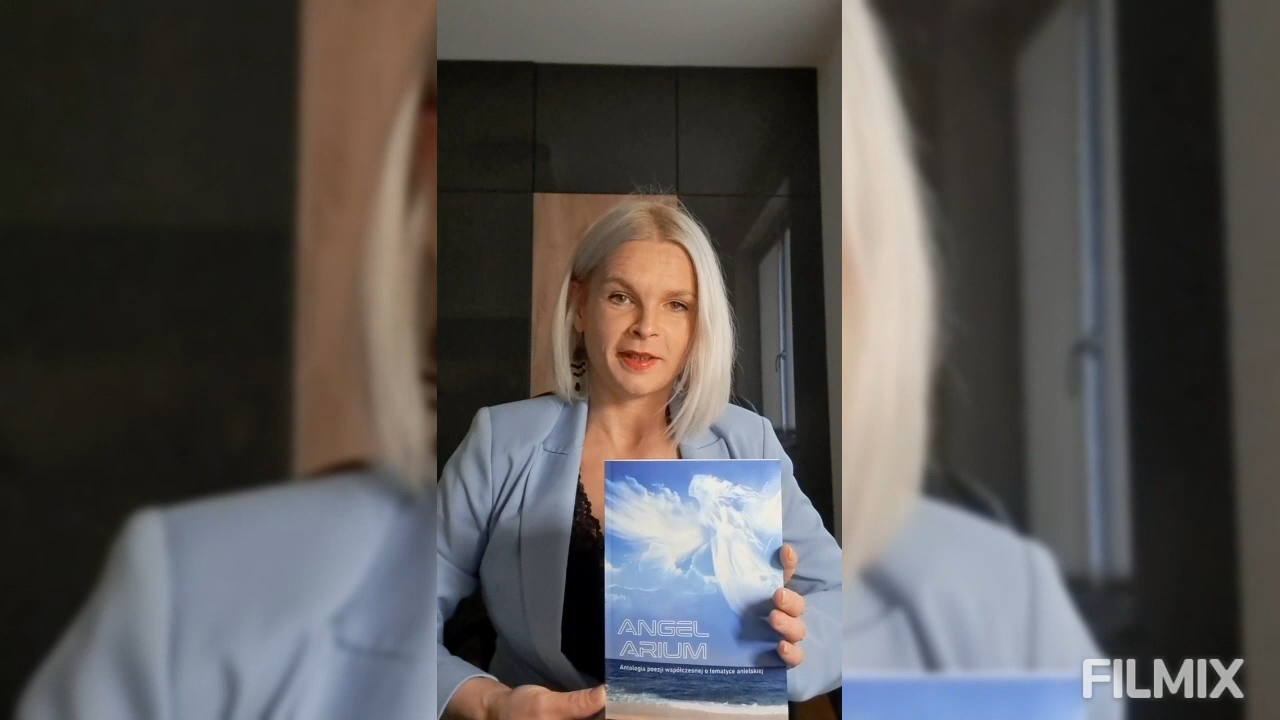 ANGEL
ARIUM
Antologia poezji współczesnej o tematyce anielskiej
FILMIX